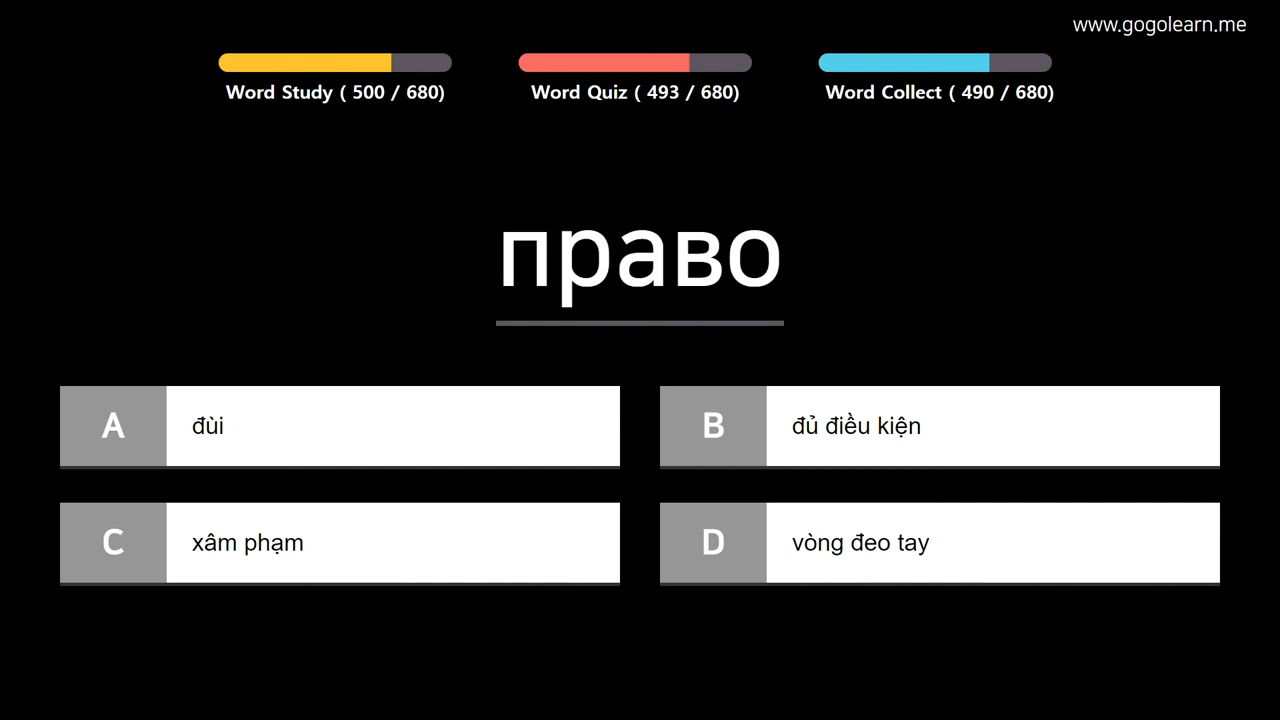 www.gogolearn.me
Word Study ( 500 / 680)
Word Quiz ( 493 / 680)
Word Collect ( 490 / 680)
право
A đùi
B đủ điều kiện
C xâm phạm
D vòng đeo tay